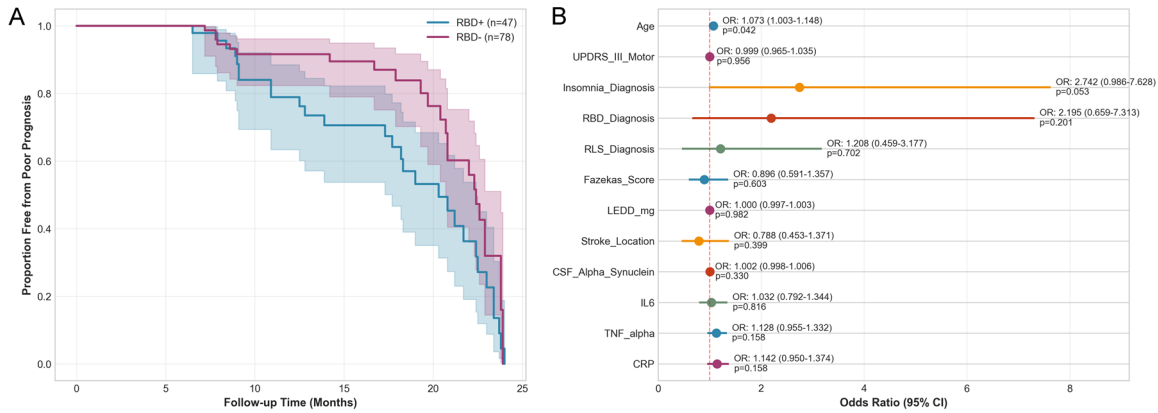 A
RBD+ (n=47)
RBD- (n=78)
1.0
0.8
0.6
0.4
0.2
0.0
Proportion Free from Poor Prognosis
0
5
10
15
20
25
Follow-up Time (Months)
B
Age
OR: 1.073 (1.003-1.148)
p=0.042
UPDRS_III_Motor
OR: 0.999 (0.965-1.035)
p=0.956
Insomnia_Diagnosis
OR: 2.742 (0.986-7.628)
p=0.053
RBD_Diagnosis
OR: 2.195 (0.659-7.313)
p=0.201
RLS_Diagnosis
OR: 1.208 (0.459-3.177)
p=0.702
Fazekas_Score
OR: 0.896 (0.591-1.357)
p=0.603
LEDD_mg
OR: 1.000 (0.997-1.003)
p=0.982
Stroke_Location
OR: 0.788 (0.453-1.371)
p=0.399
CSF_Alpha_Synuclein
OR: 1.002 (0.998-1.006)
p=0.330
IL6
OR: 1.032 (0.792-1.344)
p=0.816
TNF_alpha
OR: 1.128 (0.955-1.332)
p=0.158
CRP
OR: 1.142 (0.950-1.374)
p=0.158
0
2
4
6
8
Odds Ratio (95% CI)